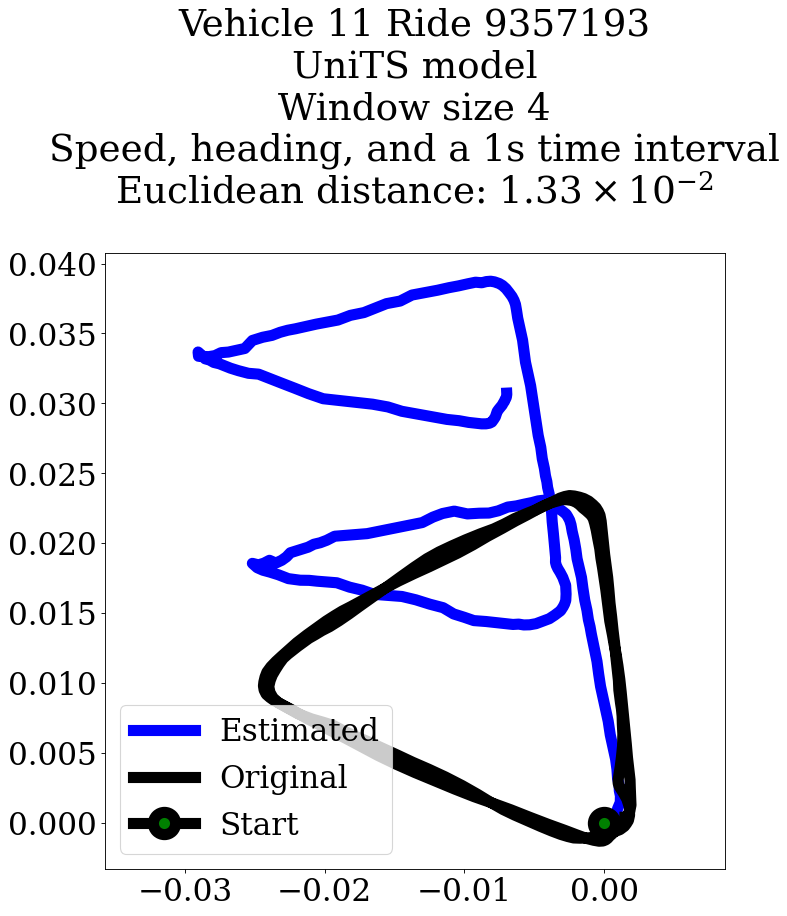 Vehicle 11 Ride 9357193
UniTS model
Window size 4
Speed, heading, and a 1s time interval
Euclidean distance: 1.33 × 10⁻²
0.040
0.035
0.030
0.025
0.020
0.015
0.010
0.005
0.000
Estimated
Original
Start
−0.03
−0.02
−0.01
0.00